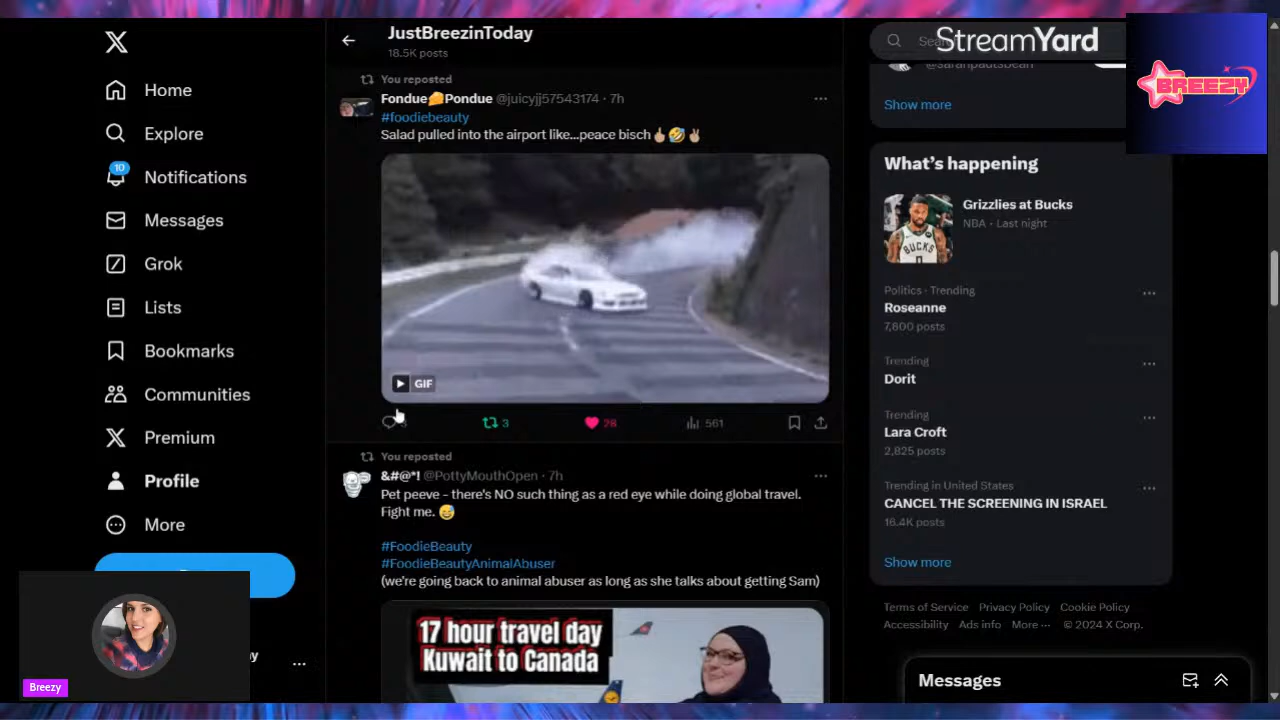 JustBreezinToday
18.5K posts
StreamYard
BREEZY
Home
Explore
10
Notifications
Messages
Grok
Lists
Bookmarks
Communities
Premium
Profile
More
Breezy
You reposted
Fondue🧀Pondue @juicyjj57543174 · 7h
#foodiebeauty
Salad pulled into the airport like...peace bisch🖕🏼🤣✌🏼
GIF
3
28
561
You reposted
&#@*! @PottyMouthOpen · 7h
Pet peeve - there's NO such thing as a red eye while doing global travel.
Fight me. 😅
#FoodieBeauty
#FoodieBeautyAnimalAbuser
(we're going back to animal abuser as long as she talks about getting Sam)
17 hour travel day
Kuwait to Canada
Show more
What's happening
Grizzlies at Bucks
NBA · Last night
BUCKS
Politics · Trending
Roseanne
7,600 posts
Trending
Dorit
Trending
Lara Croft
2,825 posts
Trending in United States
CANCEL THE SCREENING IN ISRAEL
16.4K posts
Show more
Terms of Service Privacy Policy Cookie Policy
Accessibility Ads info More ··· © 2024 X Corp.
Messages